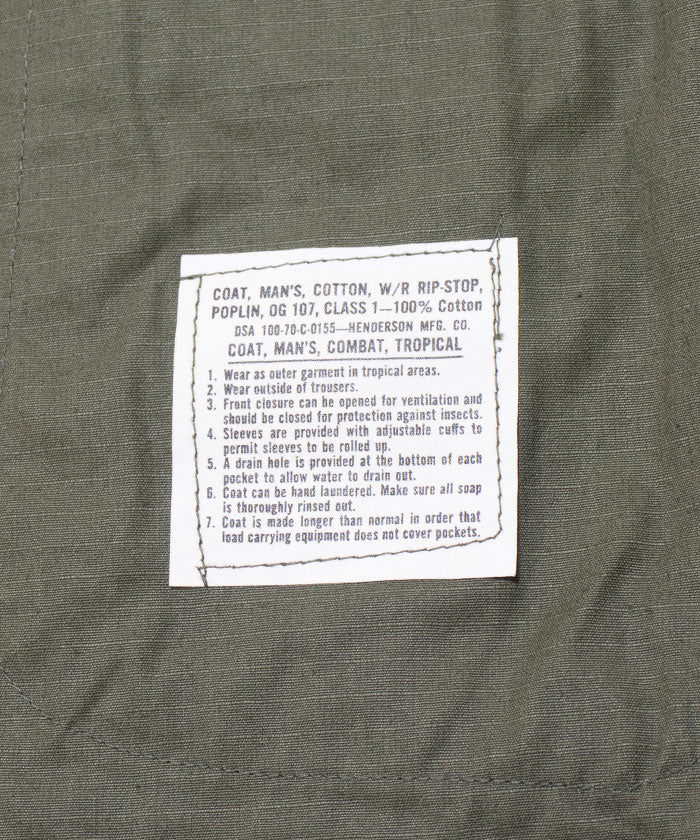 COAT, MAN'S, COTTON, W/R RIP-STOP,
POPLIN, OG 107, CLASS 1—100% Cotton
DSA 100-70-C-0155—HENDERSON MFG. CO.
COAT, MAN'S, COMBAT, TROPICAL
1. Wear as outer garment in tropical areas.
2. Wear outside of trousers.
3. Front closure can be opened for ventilation and
should be closed for protection against insects.
4. Sleeves are provided with adjustable cuffs to
permit sleeves to be rolled up.
5. A drain hole is provided at the bottom of each
pocket to allow water to drain out.
6. Coat can be hand laundered. Make sure all soap
is thoroughly rinsed out.
7. Coat is made longer than normal in order that
load carrying equipment does not cover pockets.